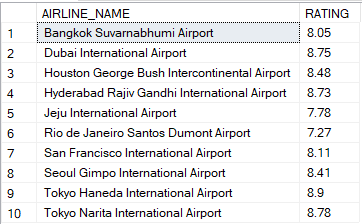 AIRLINE_NAME RATING
1 Bangkok Suvarnabhumi Airport 8.05
2 Dubai International Airport 8.75
3 Houston George Bush Intercontinental Airport 8.48
4 Hyderabad Rajiv Gandhi International Airport 8.73
5 Jeju International Airport 7.78
6 Rio de Janeiro Santos Dumont Airport 7.27
7 San Francisco International Airport 8.11
8 Seoul Gimpo International Airport 8.41
9 Tokyo Haneda International Airport 8.9
10 Tokyo Narita International Airport 8.78